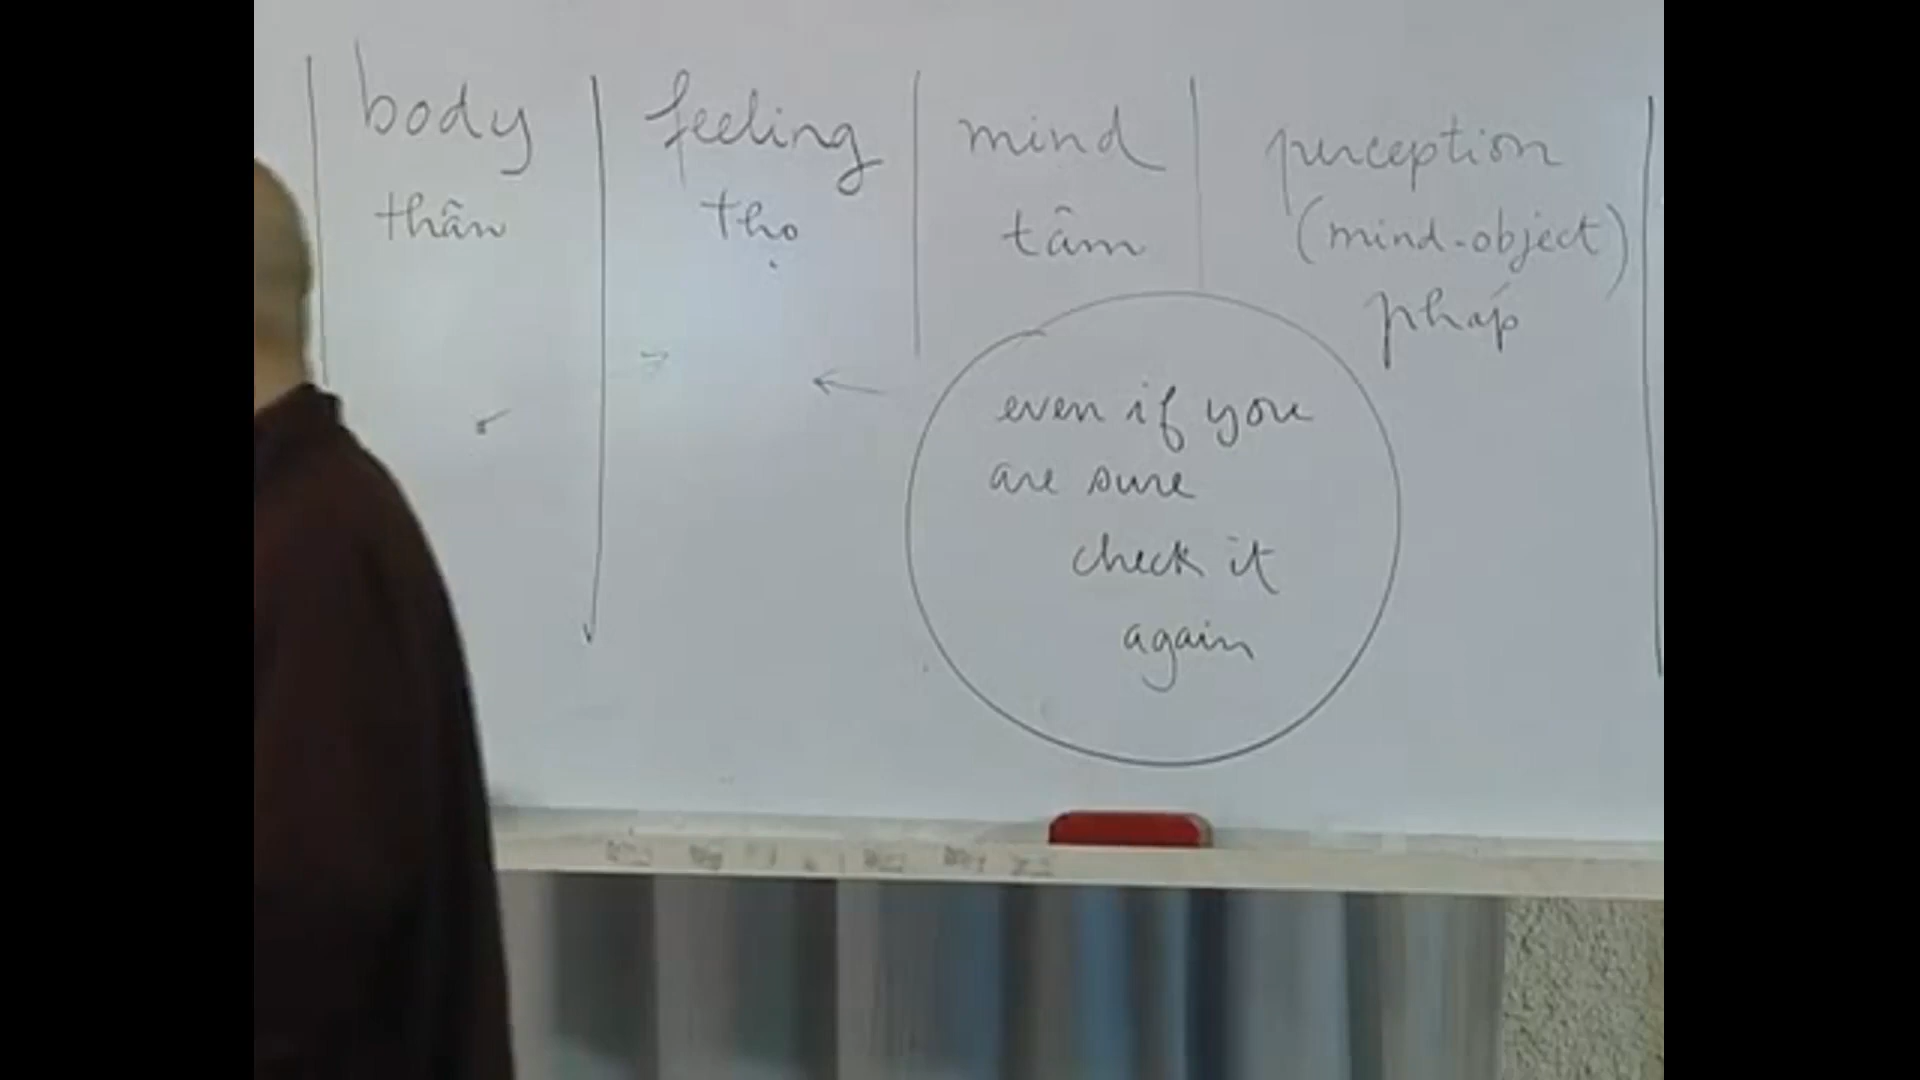 body feeling mind perception
thân thọ tâm (mind-object)
pháp
even if you
are sure
check it
again